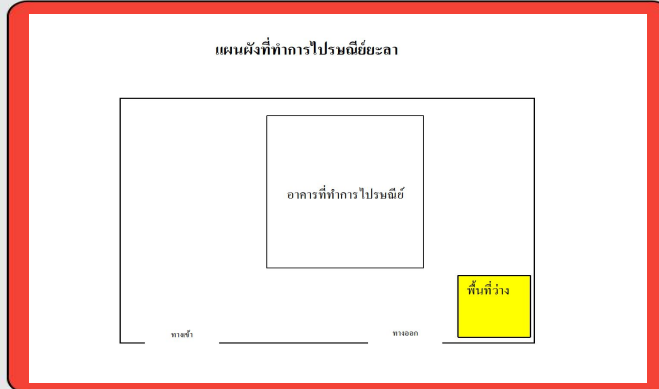 แผนผังที่ทำการไปรษณีย์ยะลา
อาคารที่ทำการไปรษณีย์
พื้นที่ว่าง
ทางเข้า
ทางออก